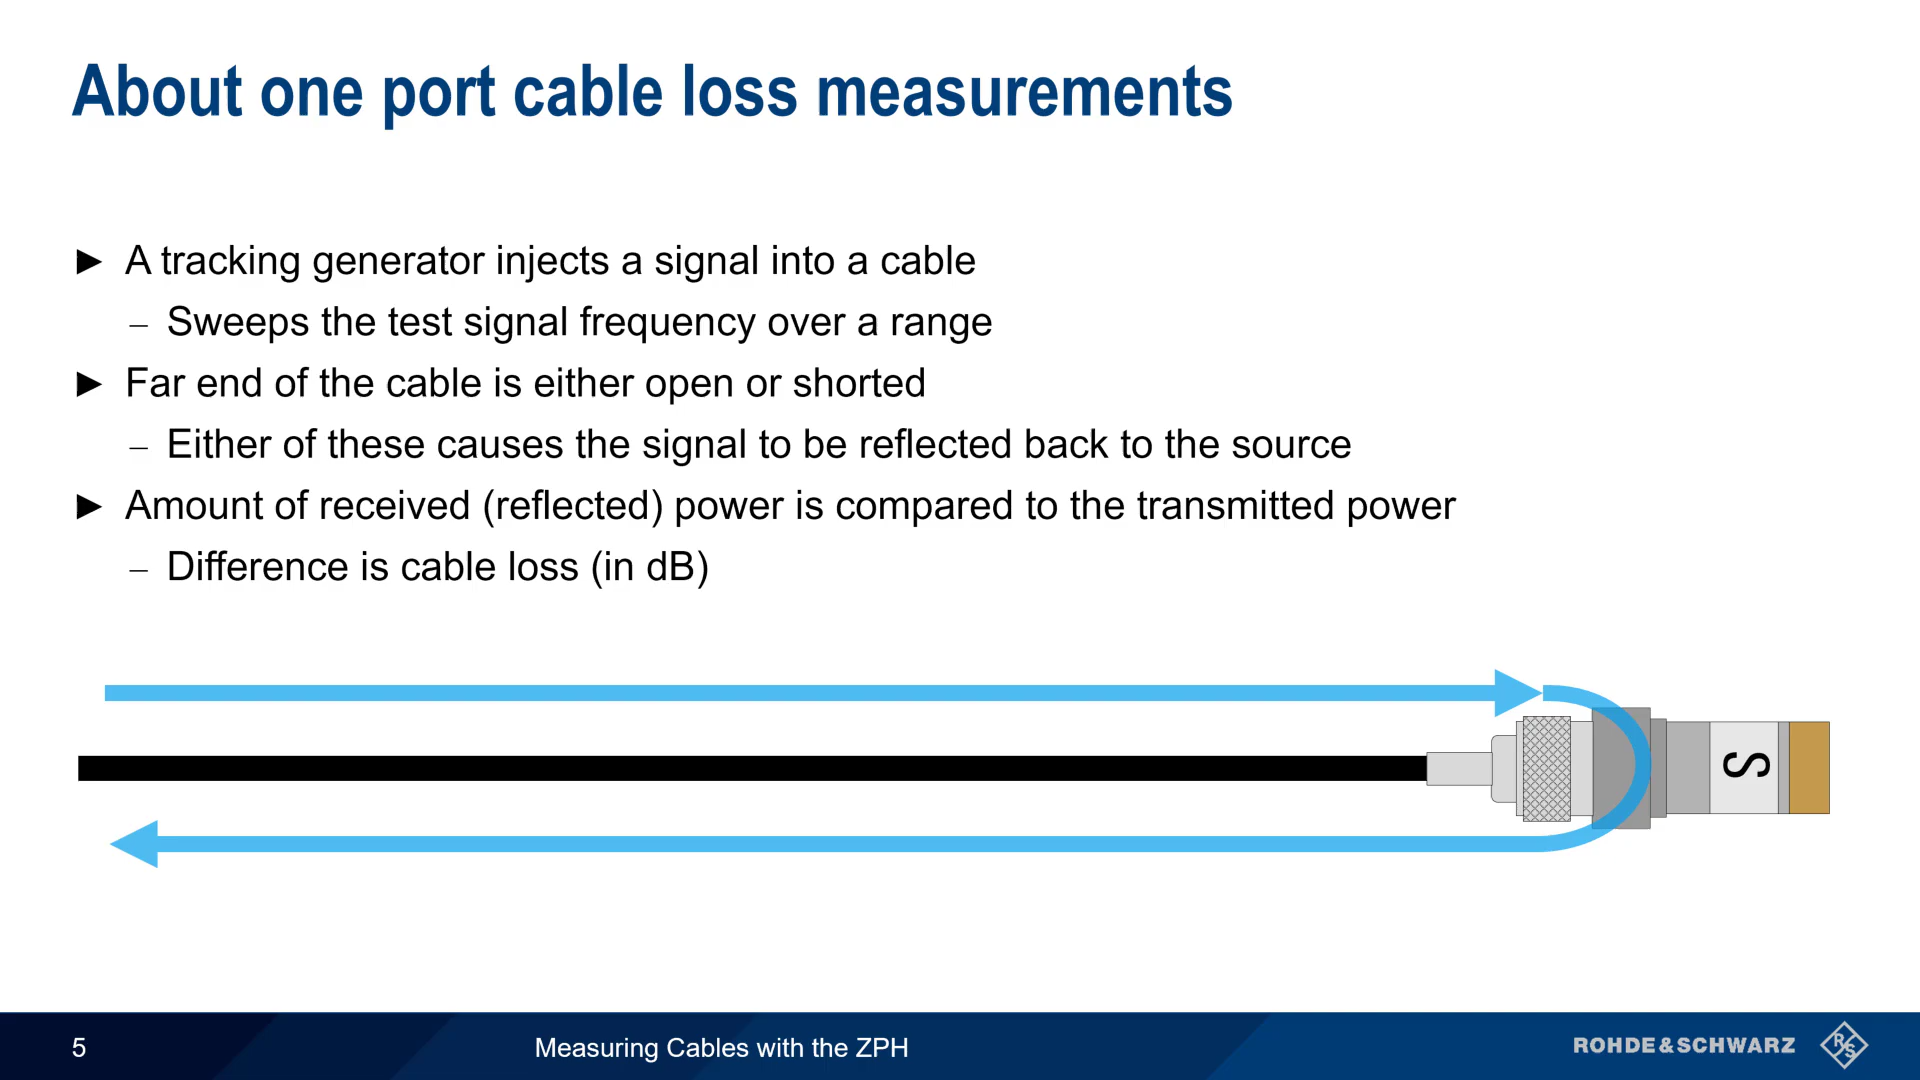 About one port cable loss measurements
► A tracking generator injects a signal into a cable
– Sweeps the test signal frequency over a range
► Far end of the cable is either open or shorted
– Either of these causes the signal to be reflected back to the source
► Amount of received (reflected) power is compared to the transmitted power
– Difference is cable loss (in dB)
S
5
Measuring Cables with the ZPH
ROHDE&SCHWARZ
R&S